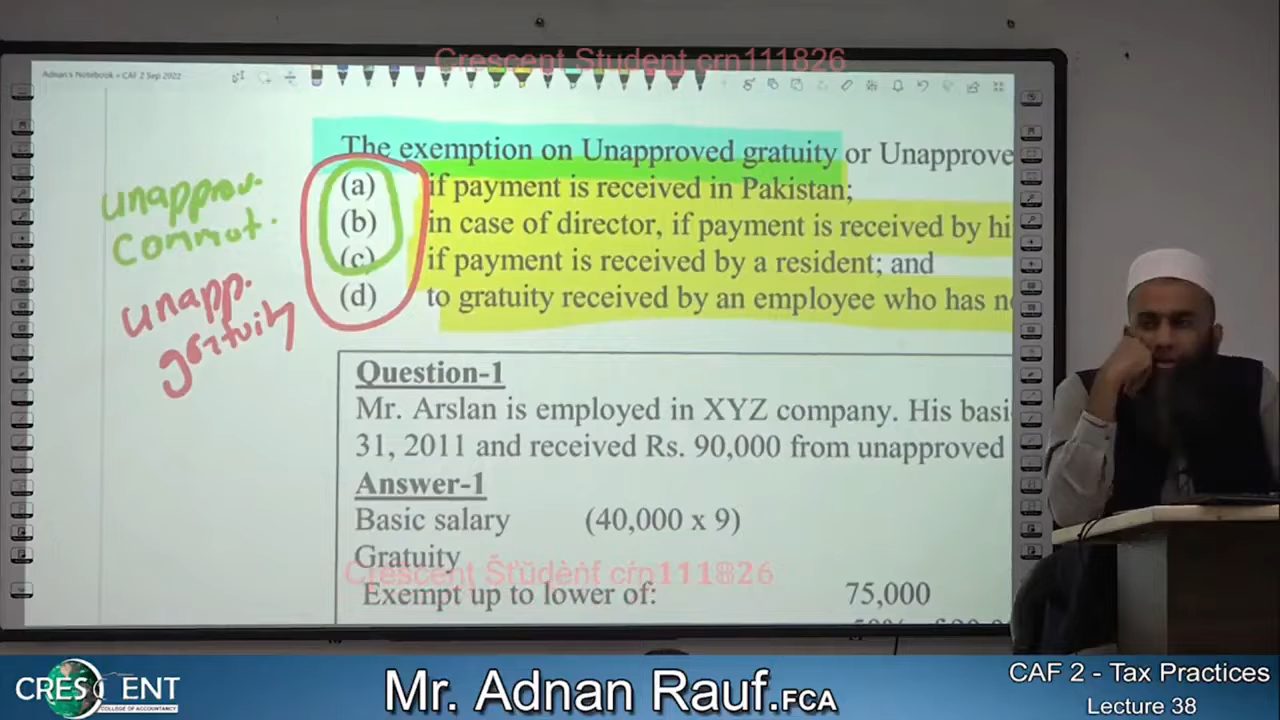 Crescent Student crn111826
Adnan's Notebook » CAF 2 Sep 2022
The exemption on Unapproved gratuity or Unapprove
(a) if payment is received in Pakistan;
(b) in case of director, if payment is received by hi
(c) if payment is received by a resident; and
(d) to gratuity received by an employee who has n
unapprov.
Commut.
unapp.
gratuity
Question-1
Mr. Arslan is employed in XYZ company. His basi
31, 2011 and received Rs. 90,000 from unapproved
Answer-1
Basic salary (40,000 x 9)
Gratuity
Crescent Student crn111826
Exempt up to lower of: 75,000
CRESCENT
COLLEGE OF ACCOUNTANCY
Mr. Adnan Rauf.FCA
CAF 2 - Tax Practices
Lecture 38